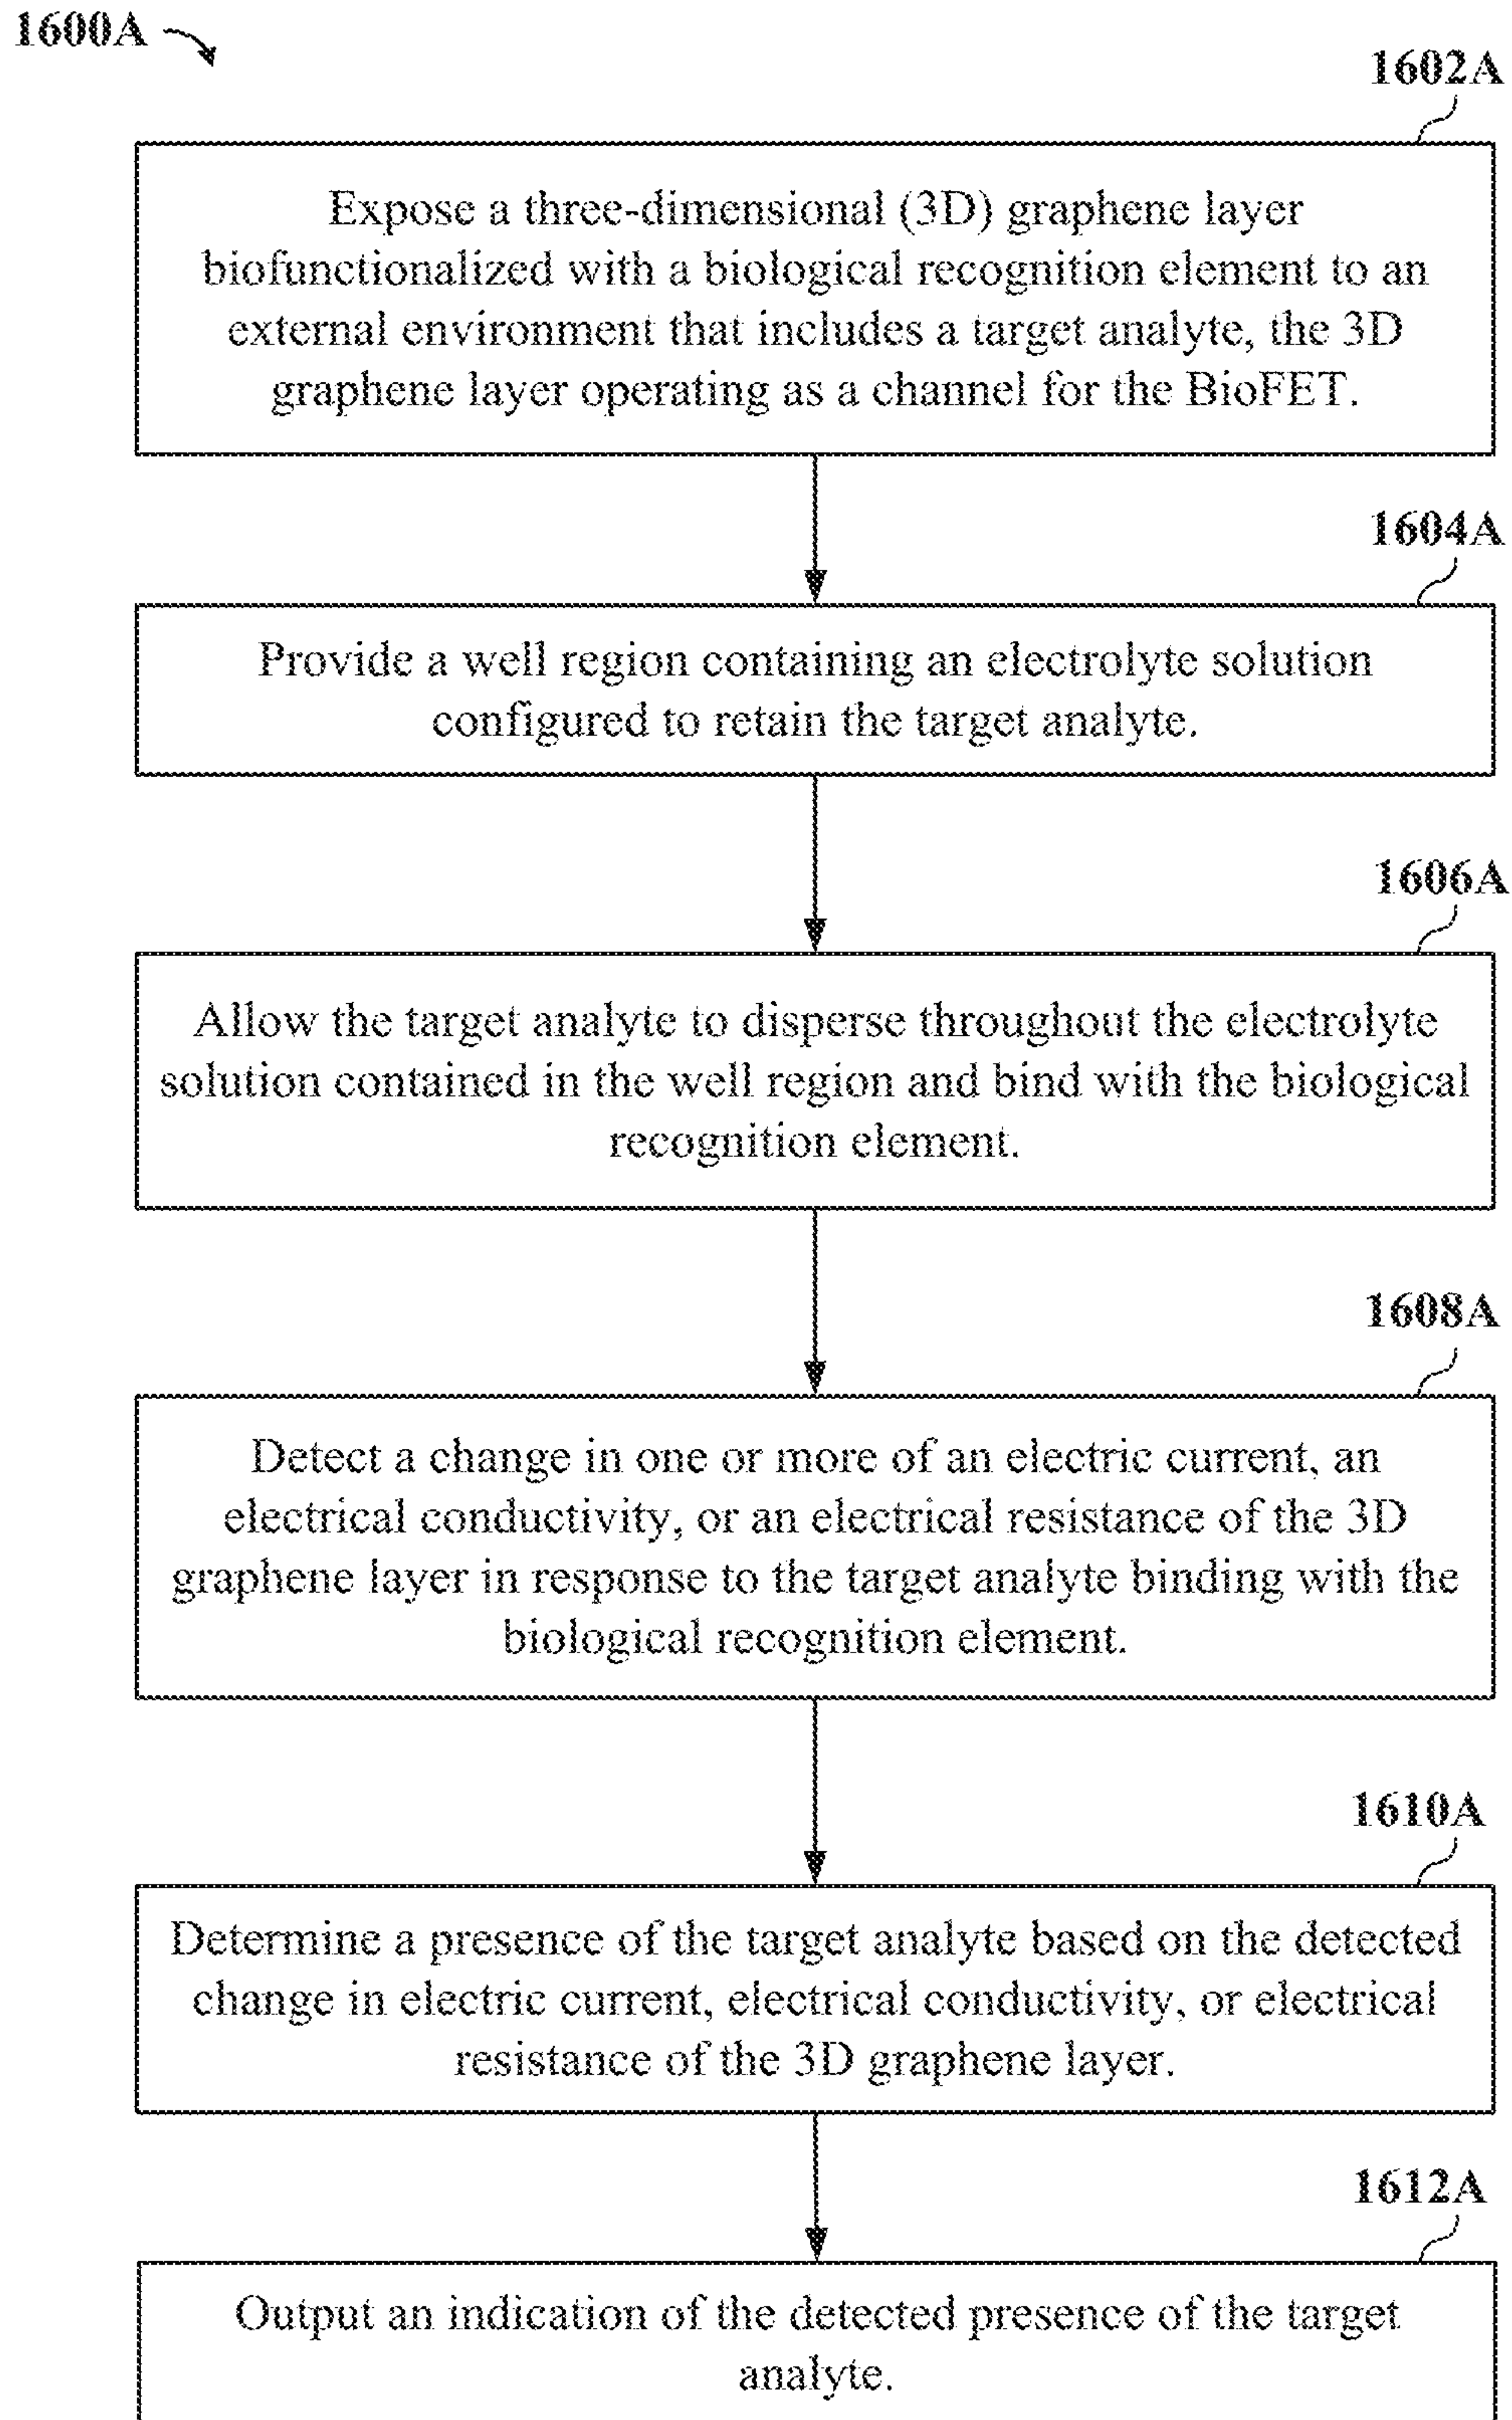 1600A
1602A
Expose a three-dimensional (3D) graphene layer
biofunctionalized with a biological recognition element to an
external environment that includes a target analyte, the 3D
graphene layer operating as a channel for the BioFET.
1604A
Provide a well region containing an electrolyte solution
configured to retain the target analyte.
1606A
Allow the target analyte to disperse throughout the electrolyte
solution contained in the well region and bind with the biological
recognition element.
1608A
Detect a change in one or more of an electric current, an
electrical conductivity, or an electrical resistance of the 3D
graphene layer in response to the target analyte binding with the
biological recognition element.
1610A
Determine a presence of the target analyte based on the detected
change in electric current, electrical conductivity, or electrical
resistance of the 3D graphene layer.
1612A
Output an indication of the detected presence of the target
analyte.